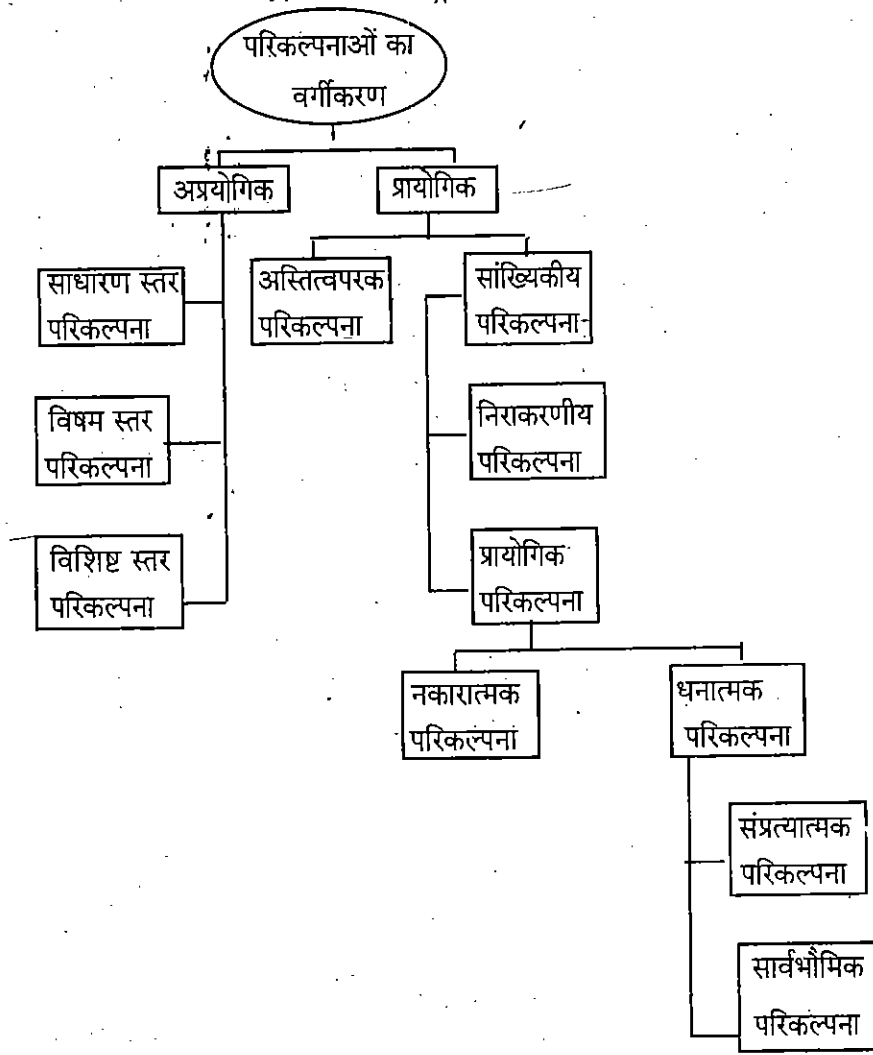 परिकल्पनाओं का
वर्गीकरण
अप्रयोगिक
प्रायोगिक
साधारण स्तर
परिकल्पना
अस्तित्वपरक
परिकल्पना
सांख्यिकीय
परिकल्पना
विषम स्तर
परिकल्पना
निराकरणीय
परिकल्पना
विशिष्ट स्तर
परिकल्पना
प्रायोगिक
परिकल्पना
नकारात्मक
परिकल्पना
धनात्मक
परिकल्पना
संप्रत्यात्मक
परिकल्पना
सार्वभौमिक
परिकल्पना